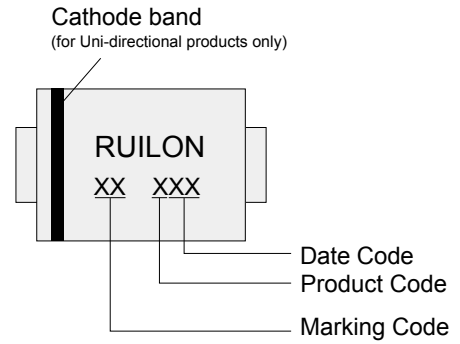 Cathode band
(for Uni-directional products only)
RUILON
XX XXX
Date Code
Product Code
Marking Code